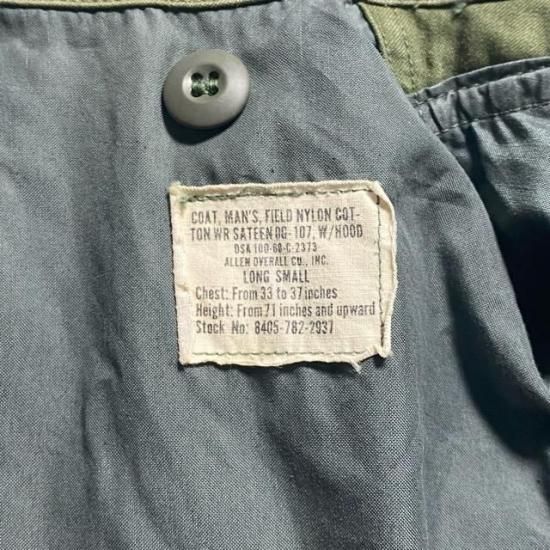 COAT, MAN'S, FIELD NYLON COT-
TON WR SATEEN OG-107, W/HOOD
DSA 100-68-C-2373
ALLEN OVERALL CO., INC.
LONG SMALL
Chest: From 33 to 37 inches
Height: From 71 inches and upward
Stock No: 8405-782-2937